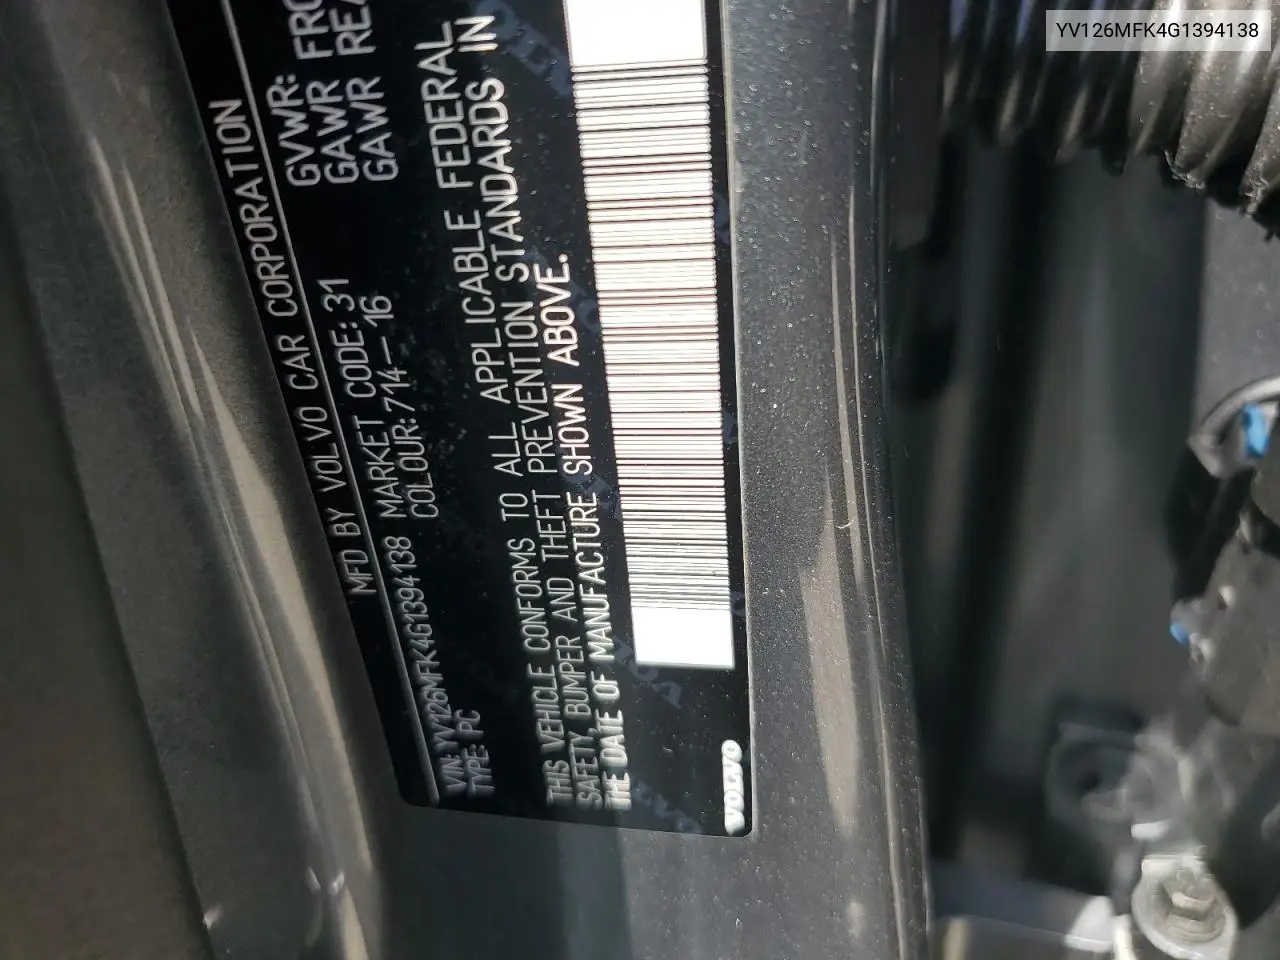 YV126MFK4G1394138
MFD BY VOLVO CAR CORPORATION
VIN: YV126MFK4G1394138 MARKET CODE: 31
TYPE: PC COLOUR: 714-16
GVWR:
GAWR FRO
GAWR REA
THIS VEHICLE CONFORMS TO ALL APPLICABLE FEDERAL
SAFETY, BUMPER AND THEFT PREVENTION STANDARDS IN
THE DATE OF MANUFACTURE SHOWN ABOVE.
VOLVO